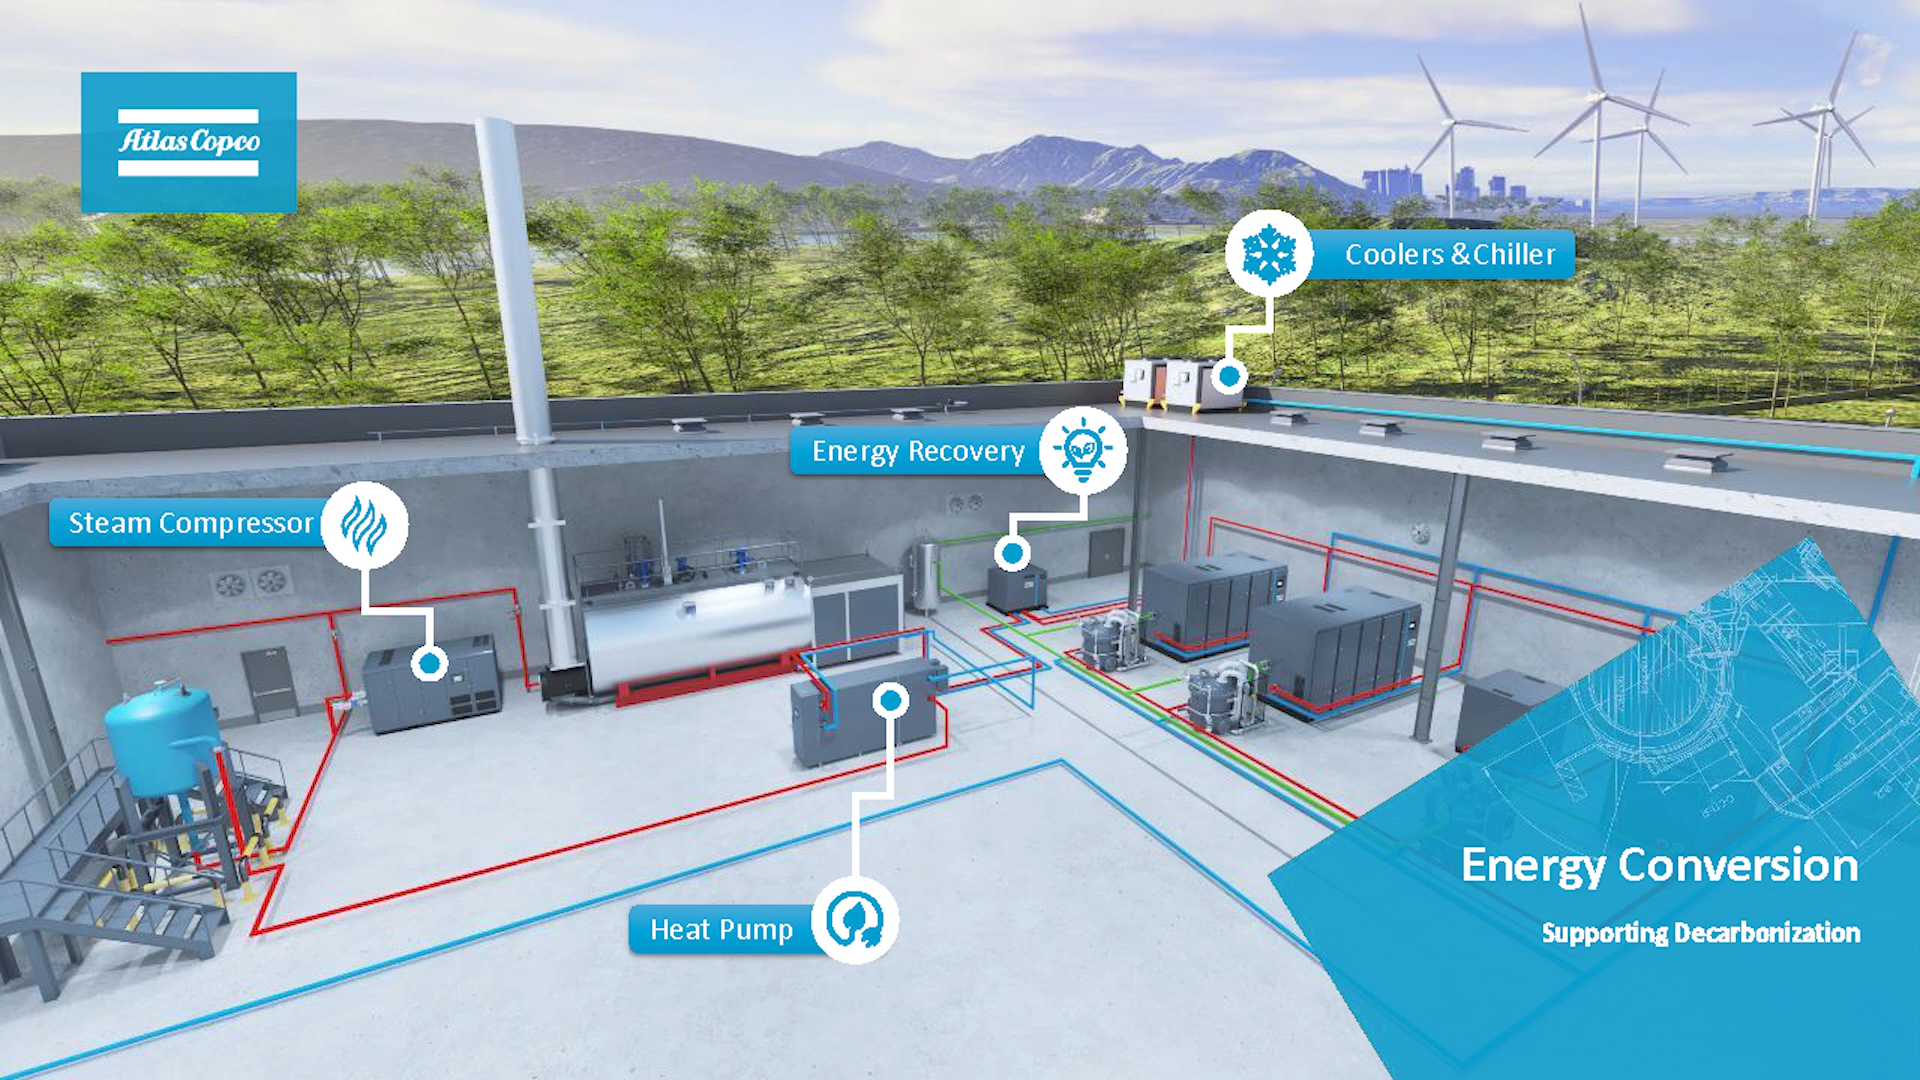 Atlas Copco
Coolers & Chiller
Energy Recovery
Steam Compressor
Heat Pump
Energy Conversion
Supporting Decarbonization